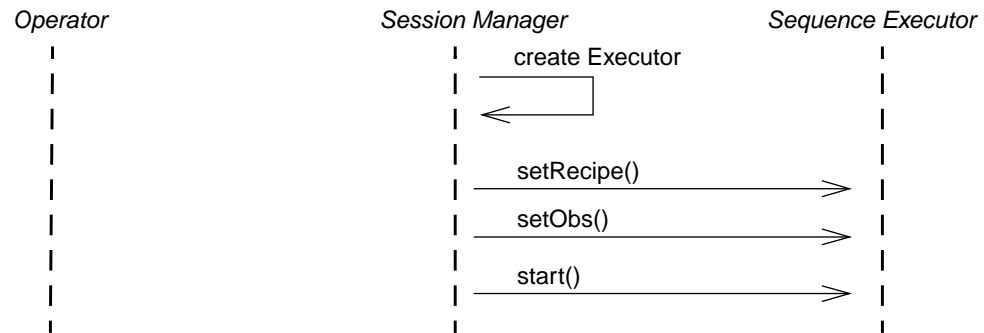 Operator
Session Manager
Sequence Executor
create Executor
setRecipe()
setObs()
start()